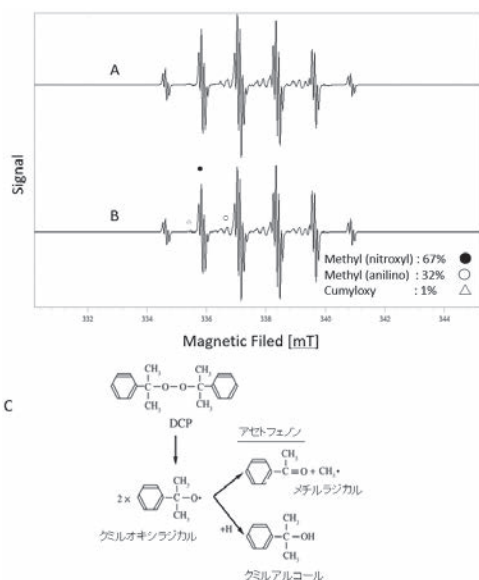 A
B
Signal
Methyl (nitroxyl) : 67% ●
Methyl (anilino) : 32% ○
Cumyloxy : 1% △
332 334 336 338 340 342 344
Magnetic Filed [mT]
C
CH₃ CH₃
C—O—O—C
CH₃ CH₃
DCP
アセトフェノン
CH₃
C=O + CH₃•
メチルラジカル
CH₃
2× C—O•
CH₃
クミルオキシラジカル
+H
CH₃
C—OH
CH₃
クミルアルコール